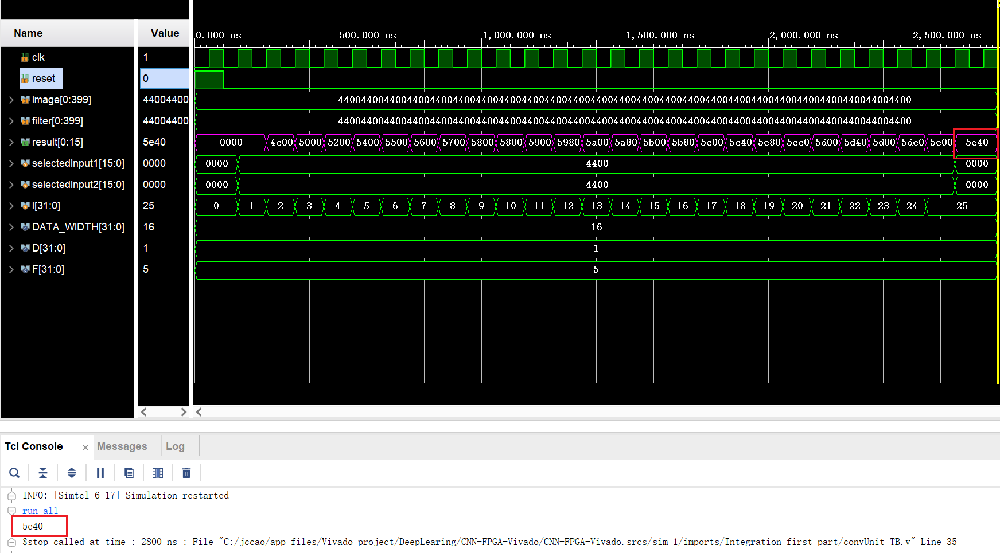 Name Value 0.000 ns 500.000 ns 1,000.000 ns 1,500.000 ns 2,000.000 ns 2,500.000 ns
clk 1
reset 0
image[0:399] 44004400 440044004400440044004400440044004400440044004400440044004400440044004400440044004400440044004400
filter[0:399] 44004400 440044004400440044004400440044004400440044004400440044004400440044004400440044004400440044004400
result[0:15] 5e40 0000 4c00 5000 5200 5400 5500 5600 5700 5800 5880 5900 5980 5a00 5a80 5b00 5b80 5c00 5c40 5c80 5cc0 5d00 5d40 5d80 5dc0 5e00 5e40
selectedInput1[15:0] 0000 0000 4400 0000
selectedInput2[15:0] 0000 0000 4400 0000
i[31:0] 25 0 1 2 3 4 5 6 7 8 9 10 11 12 13 14 15 16 17 18 19 20 21 22 23 24 25
DATA_WIDTH[31:0] 16 16
D[31:0] 1 1
F[31:0] 5 5
Tcl Console × Messages Log
INFO: [Simtcl 6-17] Simulation restarted
run all
5e40
$stop called at time : 2800 ns : File "C:/jccao/app_files/Vivado_project/DeepLearing/CNN-FPGA-Vivado/CNN-FPGA-Vivado.srcs/sim_1/imports/Integration first part/convUnit_TB.v" Line 35